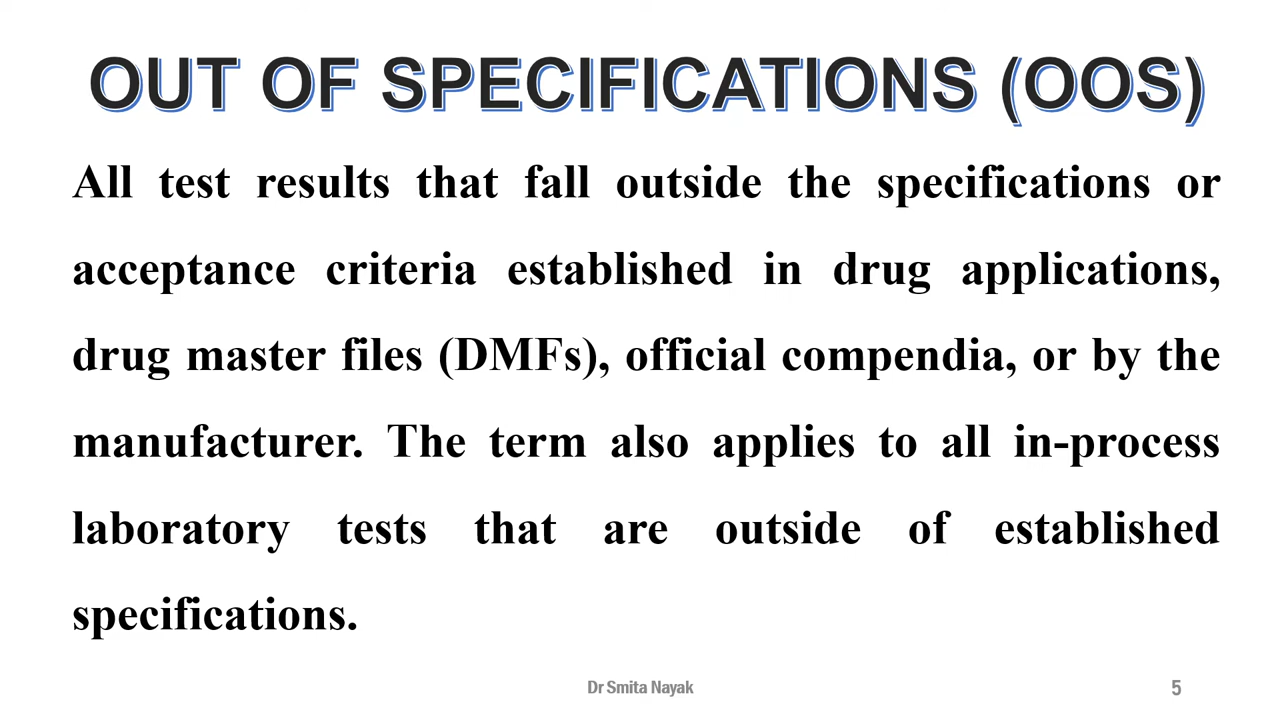 OUT OF SPECIFICATIONS (OOS)
All test results that fall outside the specifications or
acceptance criteria established in drug applications,
drug master files (DMFs), official compendia, or by the
manufacturer. The term also applies to all in-process
laboratory tests that are outside of established
specifications.
Dr Smita Nayak
5